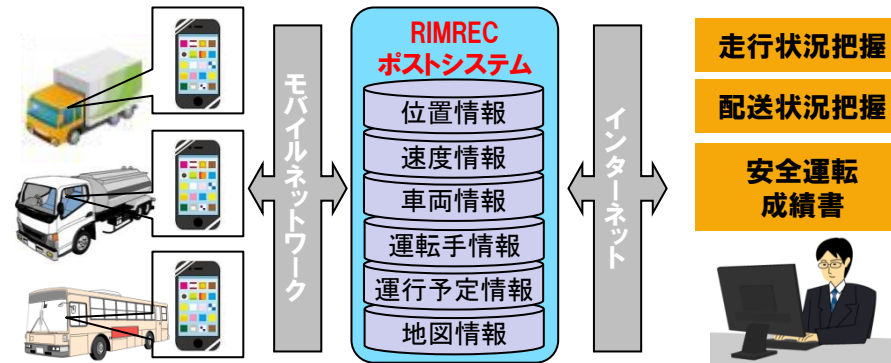 モバイルネットワーク
RIMREC
ポストシステム
位置情報
速度情報
車両情報
運転手情報
運行予定情報
地図情報
インターネット
走行状況把握
配送状況把握
安全運転
成績書